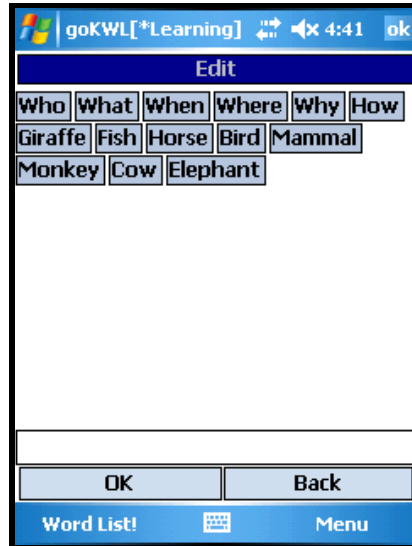 goKWL[*Learning] 4:41 ok
Edit
Who What When Where Why How
Giraffe Fish Horse Bird Mammal
Monkey Cow Elephant
OK Back
Word List! Menu